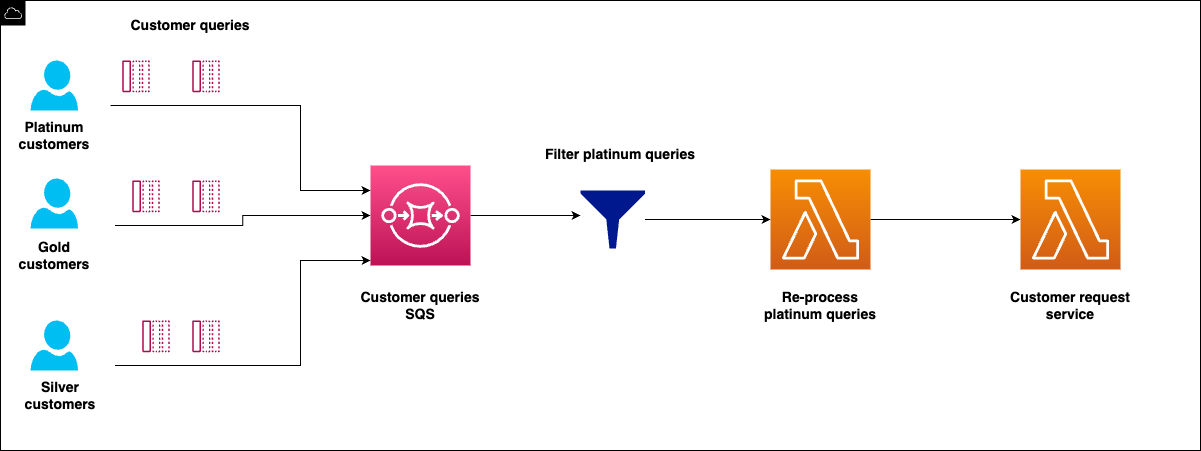 Customer queries
Platinum
customers
Filter platinum queries
Gold
customers
Customer queries
SQS
Re-process
platinum queries
Customer request
service
Silver
customers